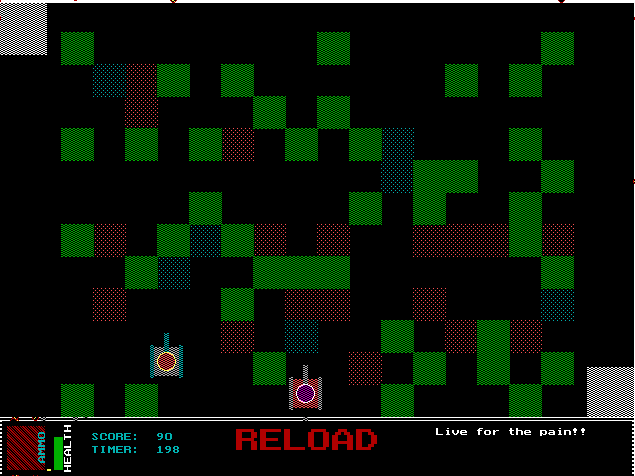 AMMO
HEALTH
SCORE: 90
TIMER: 198
RELOAD
Live for the pain!!